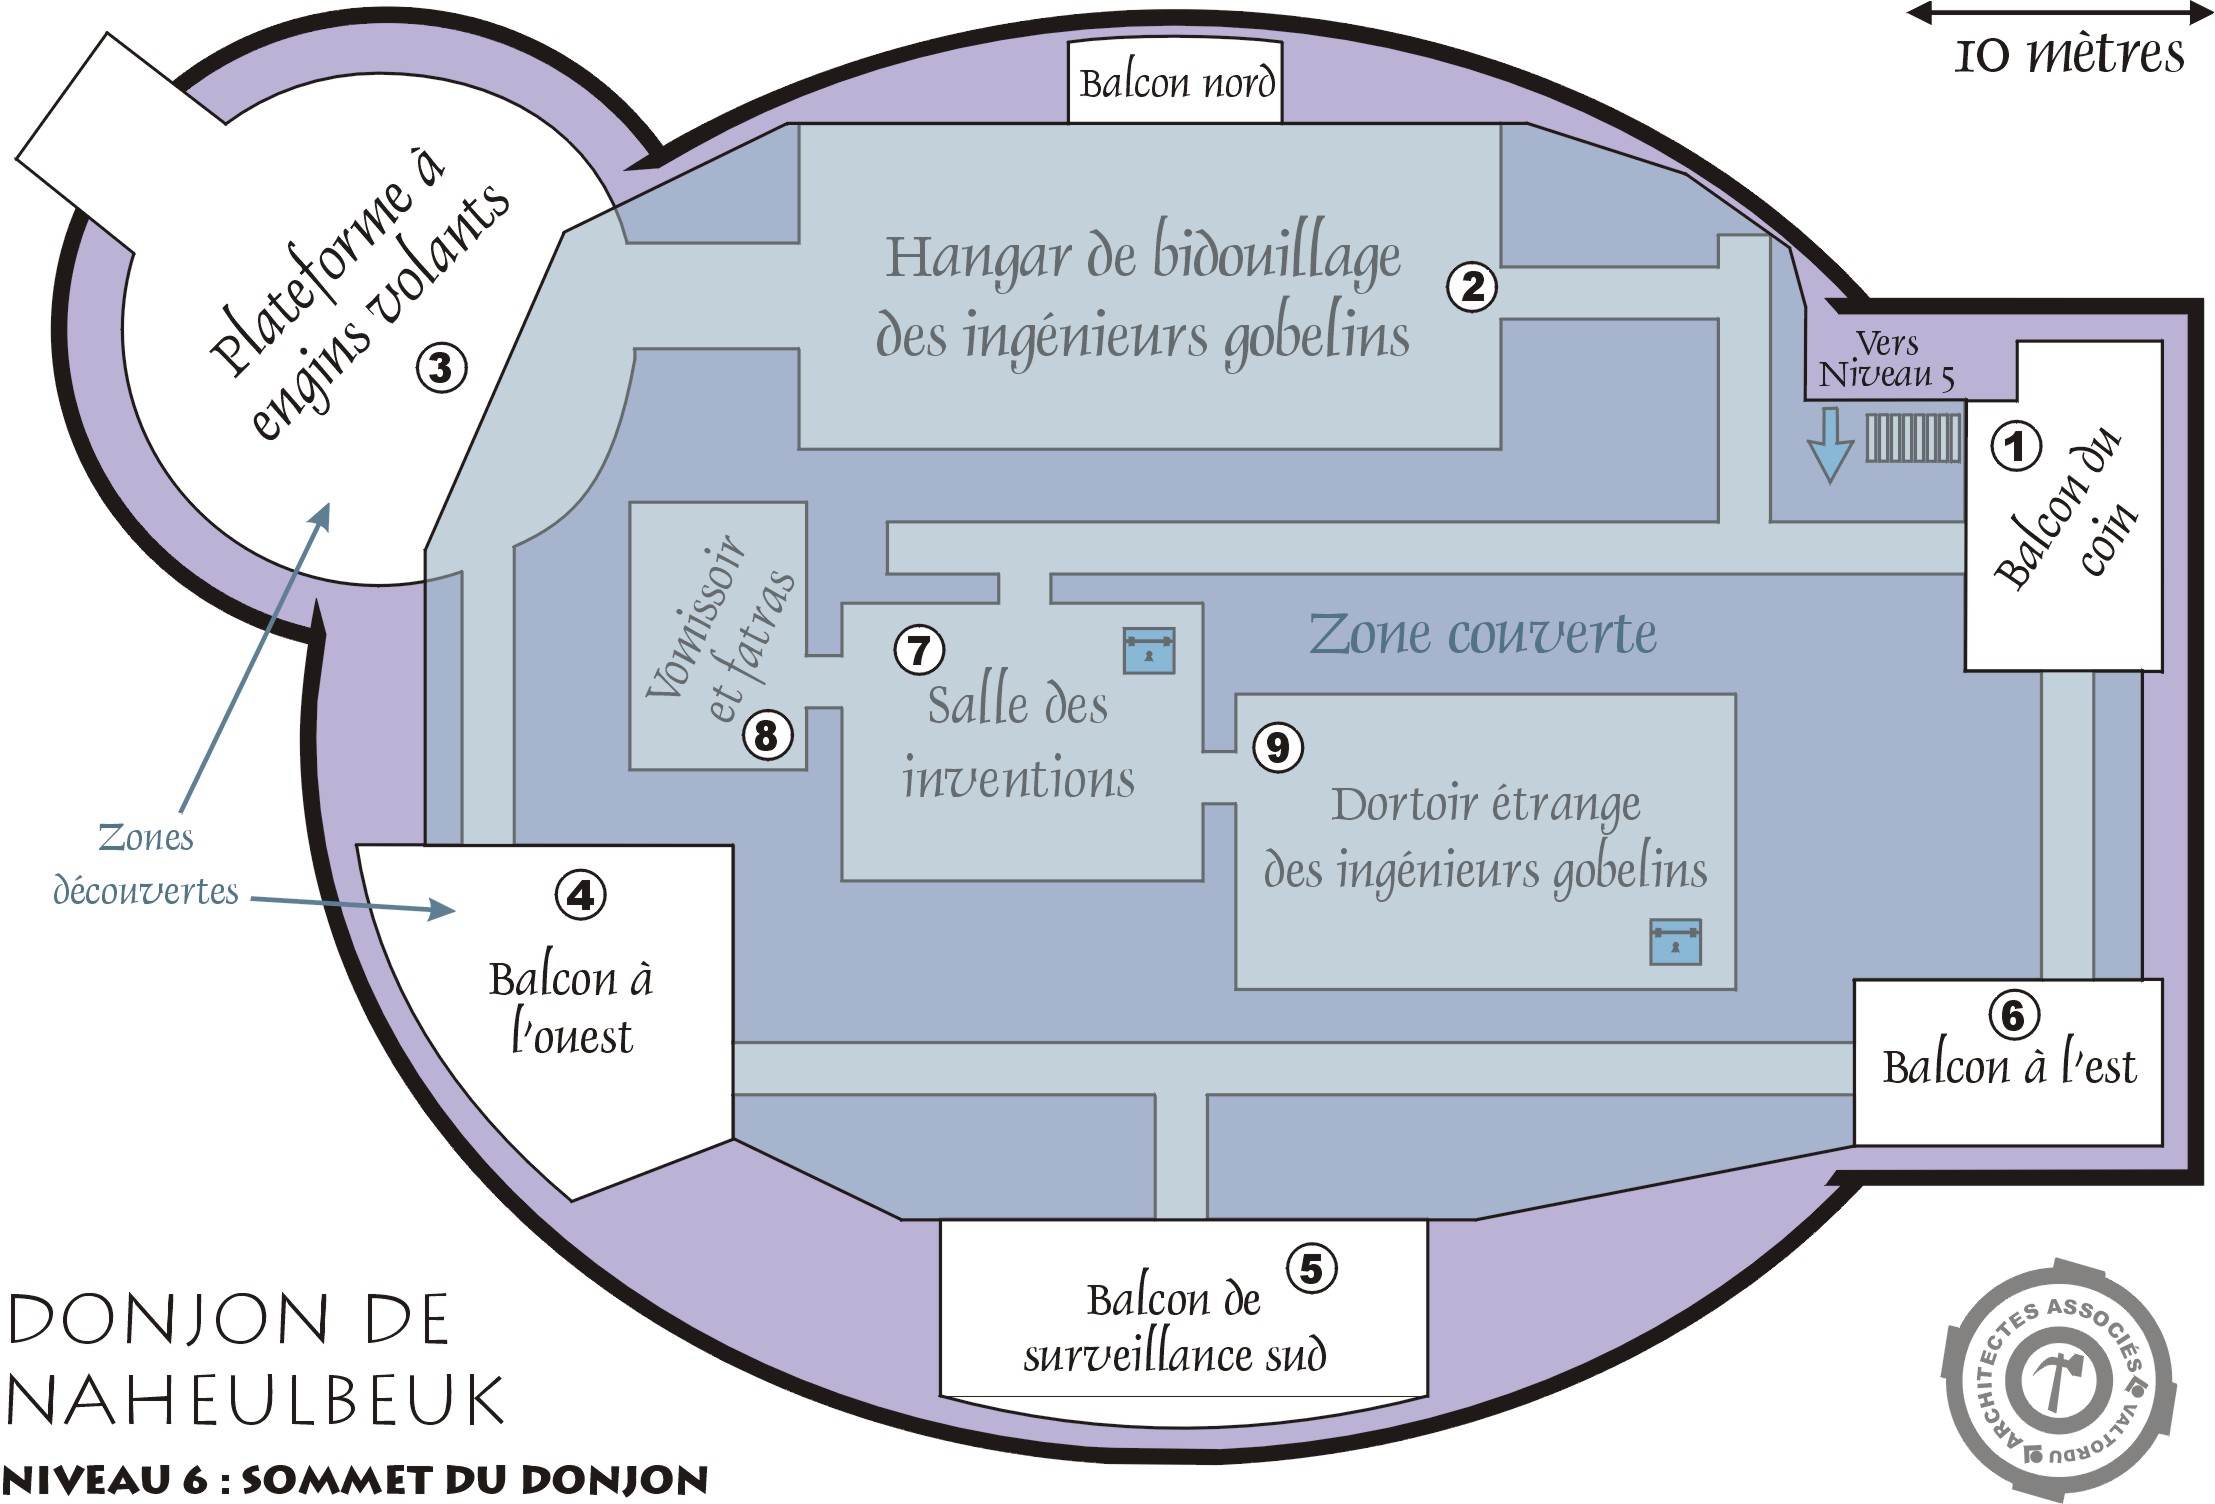 10 mètres
Balcon nord
Plateforme à
engins volants
3
Hangar de bidouillage
des ingénieurs gobelins
2
Vers
Niveau 5
1
Balcon du
coin
Vomissoir
et fatras
8
7
Salle des
inventions
Zone couverte
9
Dortoir étrange
des ingénieurs gobelins
Zones
découvertes
4
Balcon à
l'ouest
6
Balcon à l'est
5
Balcon de
surveillance sud
DONJON DE
NAHEULBEUK
NIVEAU 6 : SOMMET DU DONJON
ARCHITECTES ASSOCIÉS
VALTORDU